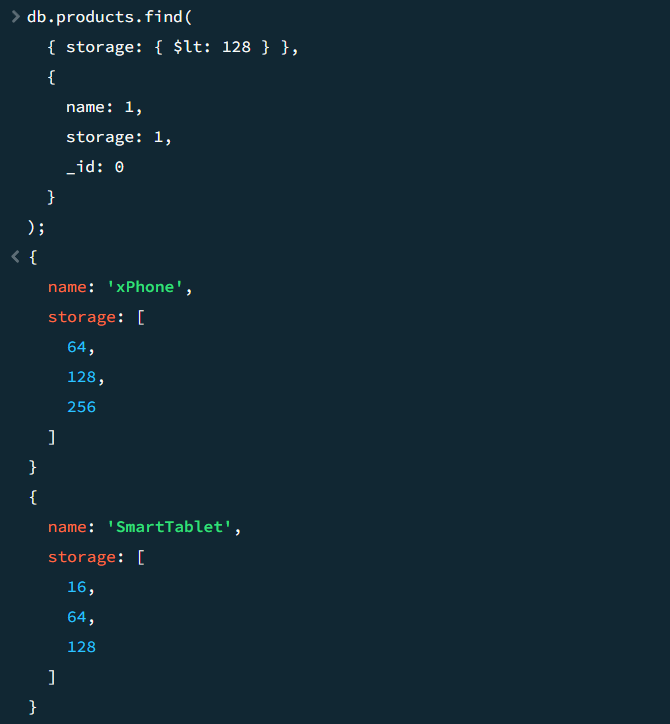 > db.products.find(
{ storage: { $lt: 128 } },
{
name: 1,
storage: 1,
_id: 0
}
);
< {
name: 'xPhone',
storage: [
64,
128,
256
]
}
{
name: 'SmartTablet',
storage: [
16,
64,
128
]
}